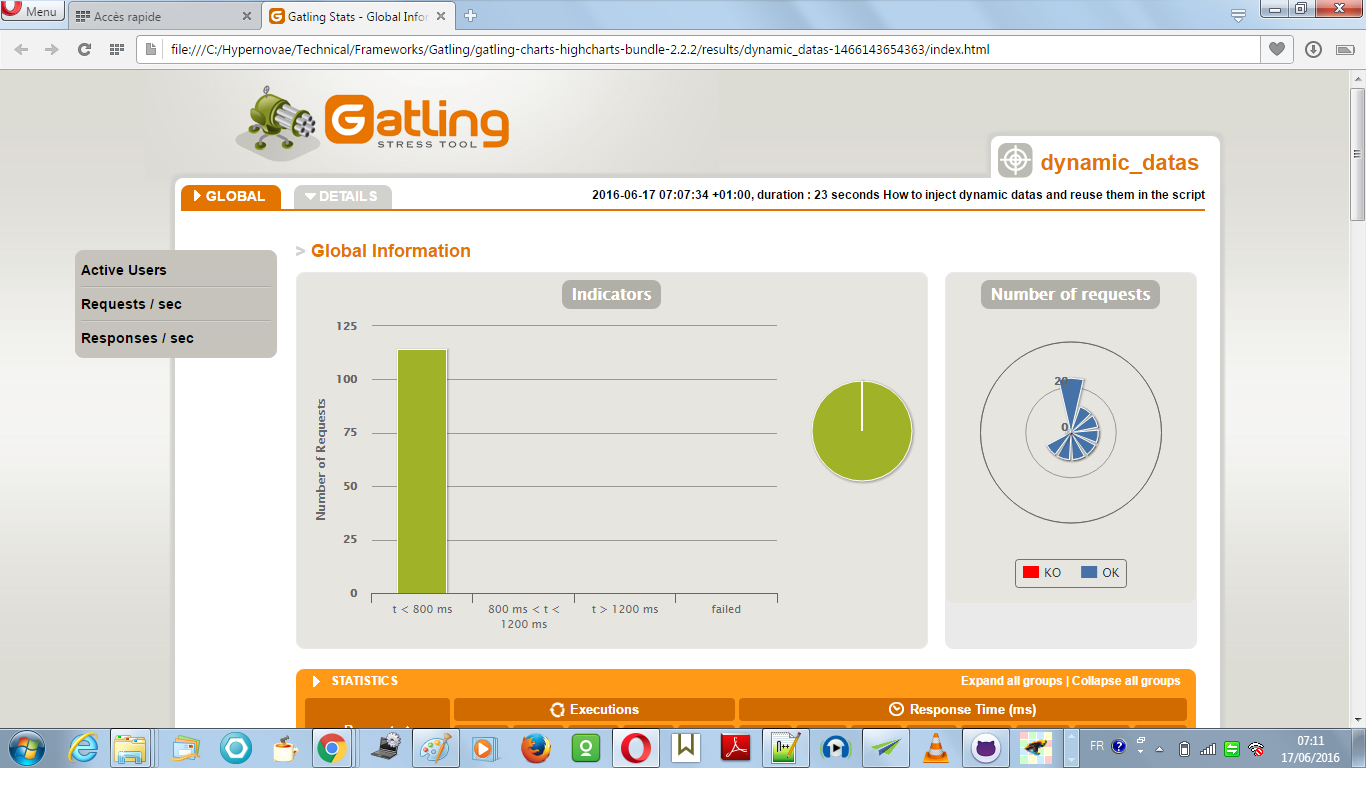 Menu
Accès rapide
Gatling Stats - Global Infor
file:///C:/Hypernovae/Technical/Frameworks/Gatling/gatling-charts-highcharts-bundle-2.2.2/results/dynamic_datas-1466143654363/index.html
Gatling
STRESS TOOL
dynamic_datas
GLOBAL
DETAILS
2016-06-17 07:07:34 +01:00, duration : 23 seconds How to inject dynamic datas and reuse them in the script
Active Users
Requests / sec
Responses / sec
> Global Information
Indicators
Number of Requests
125
100
75
50
25
0
t < 800 ms
800 ms < t <
1200 ms
t > 1200 ms
failed
Number of requests
20
0
KO
OK
STATISTICS
Expand all groups | Collapse all groups
Executions
Response Time (ms)
FR
07:11
17/06/2016